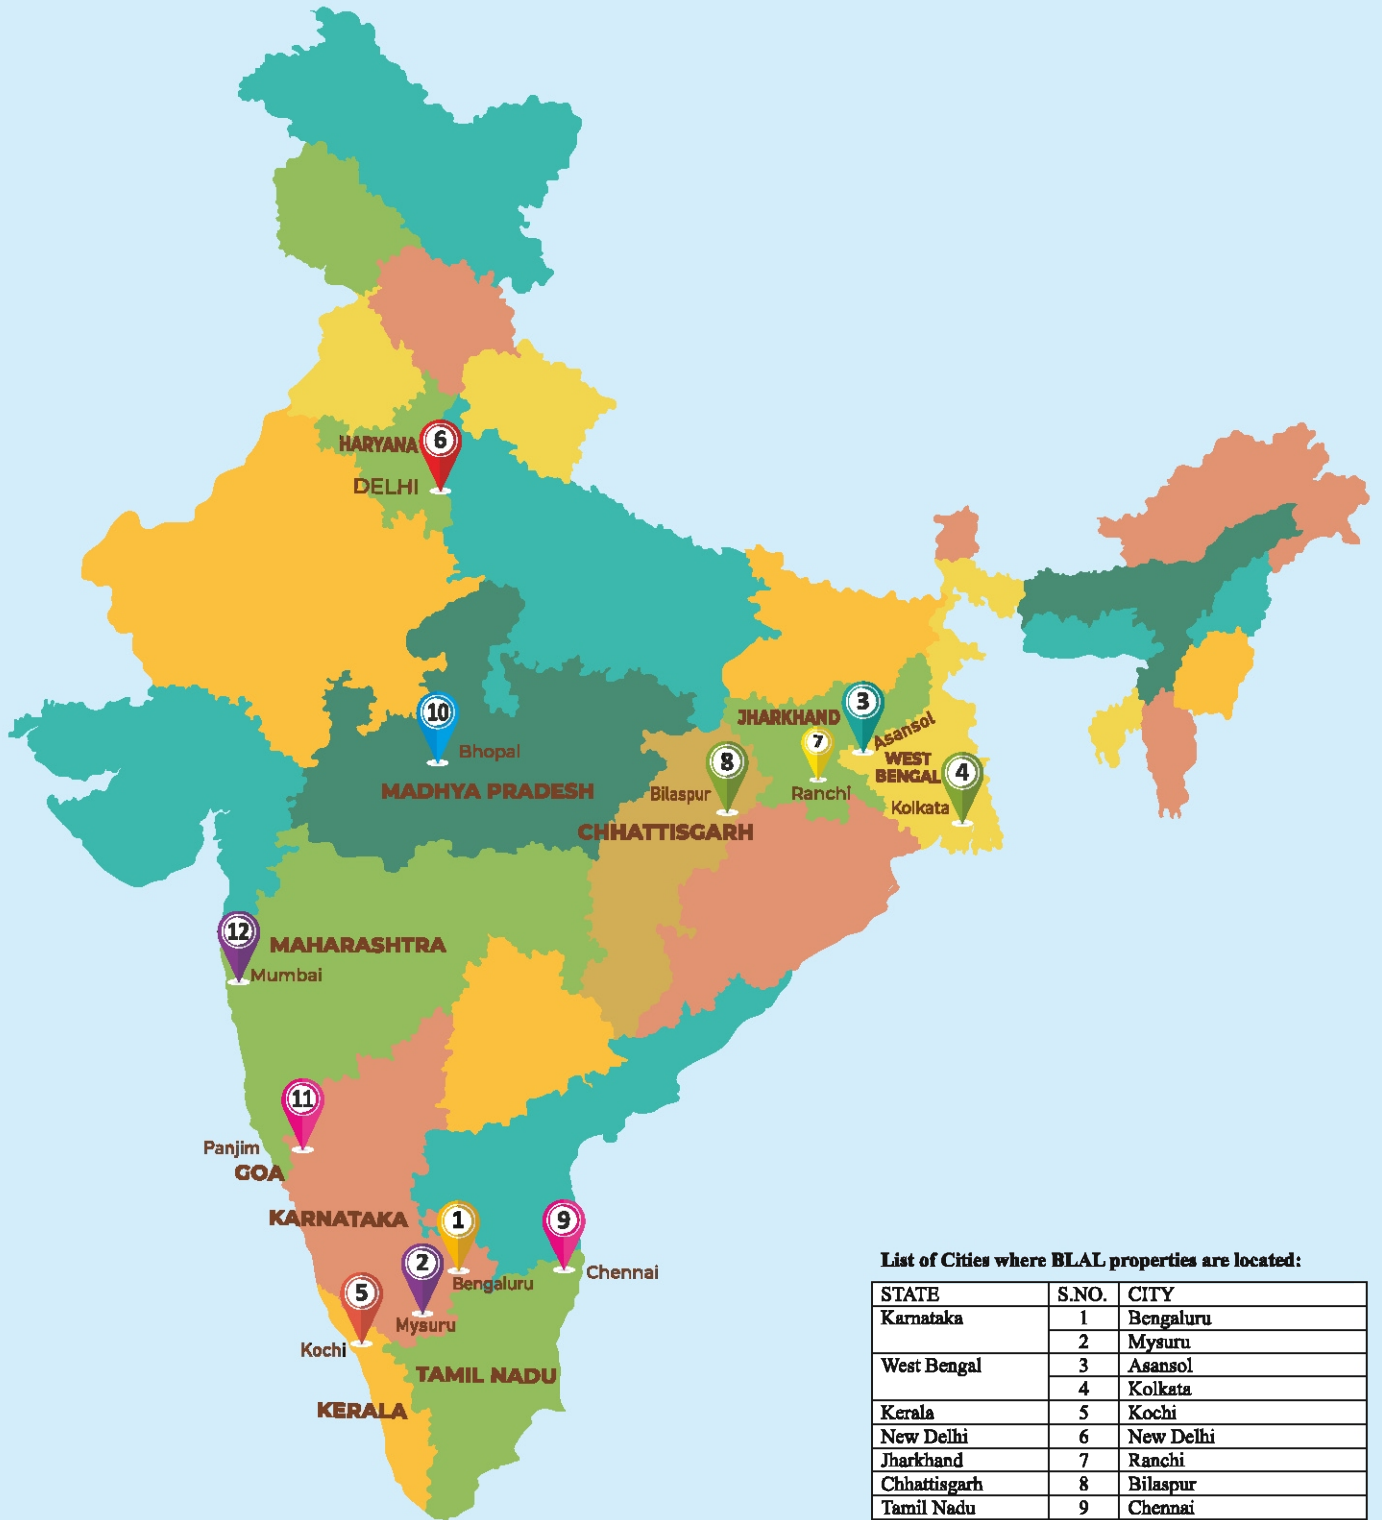 HARYANA
6
DELHI
10
Bhopal
MADHYA PRADESH
JHARKHAND
3
Asansol
7
Ranchi
WEST
BENGAL
4
Kolkata
8
Bilaspur
CHHATTISGARH
12
MAHARASHTRA
Mumbai
11
Panjim
GOA
KARNATAKA
1
Bengaluru
2
Mysuru
9
Chennai
5
Kochi
TAMIL NADU
KERALA
List of Cities where BLAL properties are located:
STATE S.NO. CITY
Karnataka 1 Bengaluru
2 Mysuru
West Bengal 3 Asansol
4 Kolkata
Kerala 5 Kochi
New Delhi 6 New Delhi
Jharkhand 7 Ranchi
Chhattisgarh 8 Bilaspur
Tamil Nadu 9 Chennai